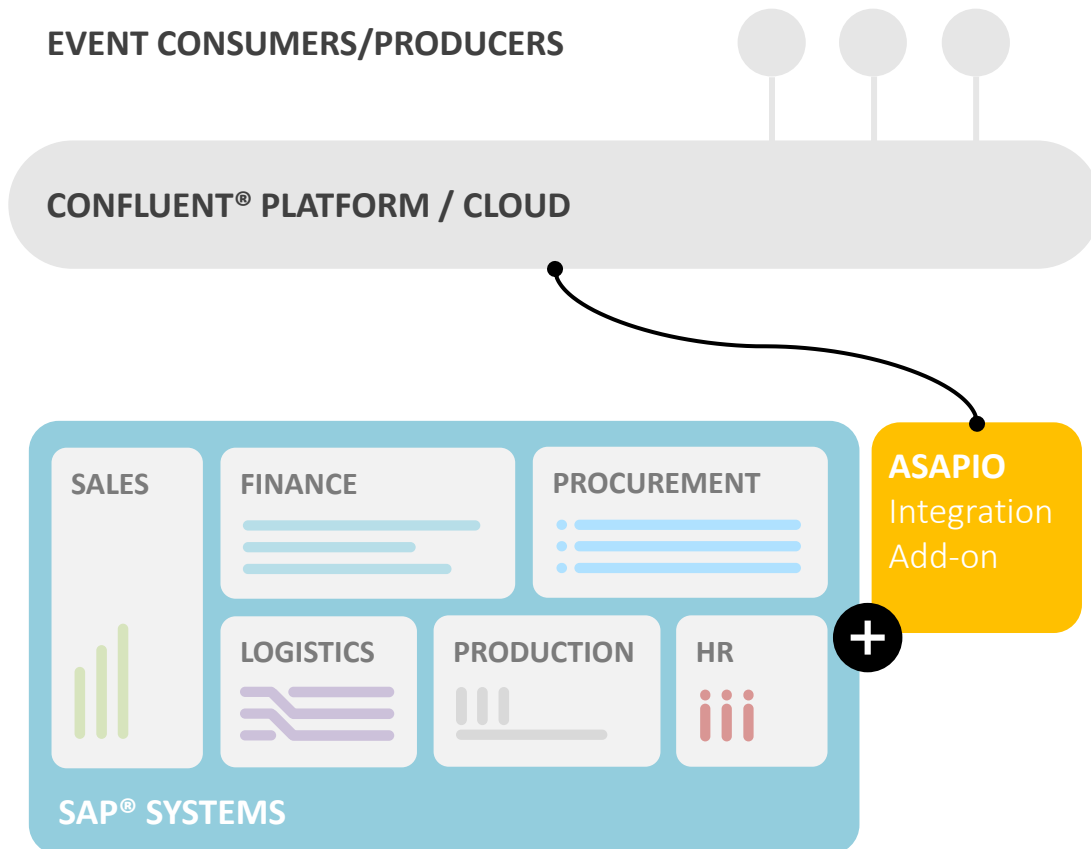 EVENT CONSUMERS/PRODUCERS
CONFLUENT® PLATFORM / CLOUD
SALES
FINANCE
PROCUREMENT
ASAPIO
Integration
Add-on
LOGISTICS
PRODUCTION
HR
SAP® SYSTEMS